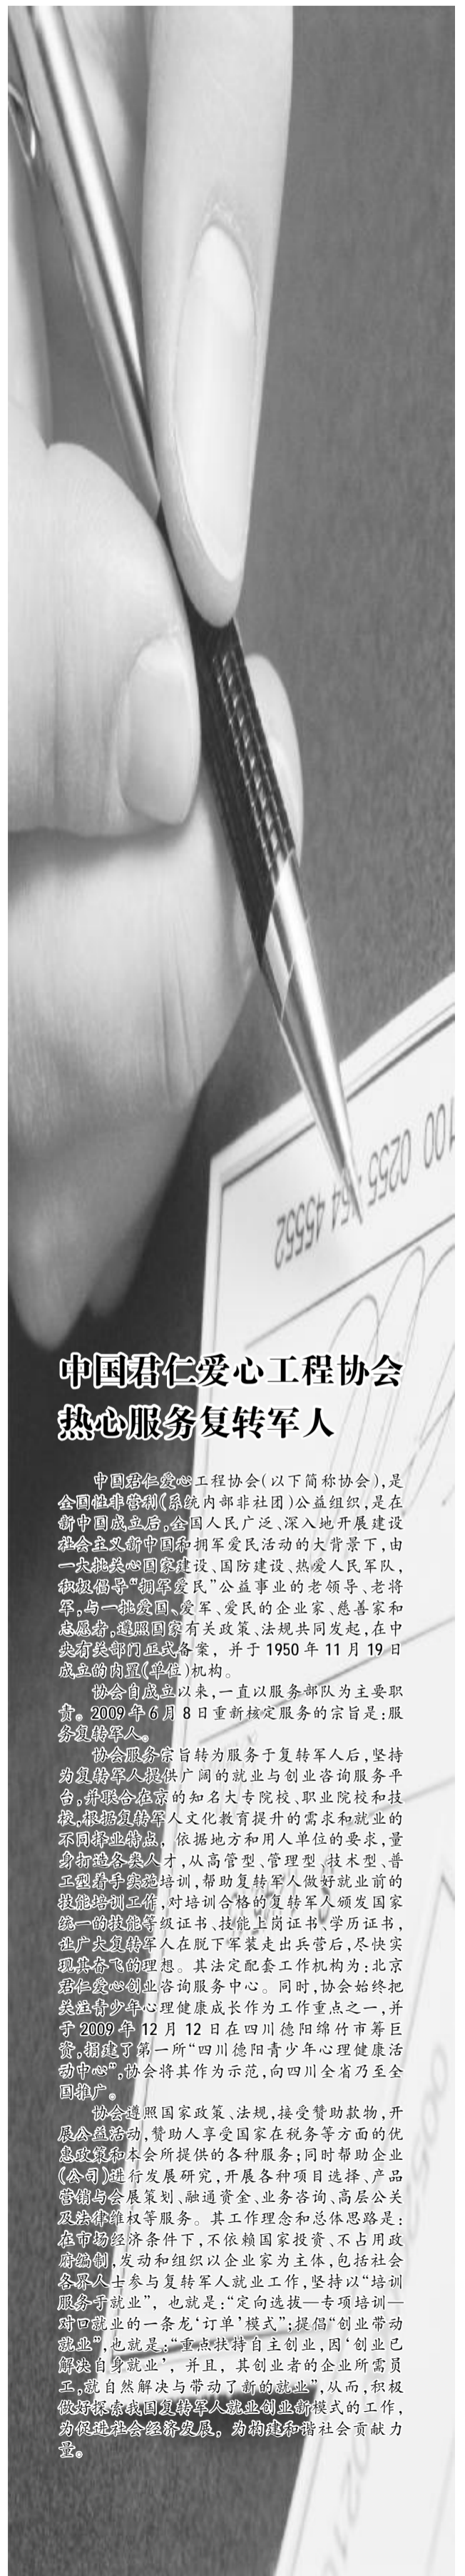 100 0255 454 45552
中国君仁爱心工程协会
热心服务复转军人
中国君仁爱心工程协会(以下简称协会),是
全国性非营利(系统内部非社团)公益组织,是在
新中国成立后,全国人民广泛、深入地开展建设
社会主义新中国和拥军爱民活动的大背景下,由
一大批关心国家建设、国防建设、热爱人民军队,
积极倡导“拥军爱民”公益事业的老领导、老将
军,与一批爱国、爱军、爱民的企业家、慈善家和
志愿者,遵照国家有关政策、法规共同发起,在中
央有关部门正式备案，并于1950年11月19日
成立的内置(单位)机构。
协会自成立以来,一直以服务部队为主要职
责。2009年6月8日重新核定服务的宗旨是:服
务复转军人。
协会服务宗旨转为服务于复转军人后,坚持
为复转军人提供广阔的就业与创业咨询服务平
台,并联合在京的知名大专院校、职业院校和技
校,根据复转军人文化教育提升的需求和就业的
不同择业特点，依据地方和用人单位的要求,量
身打造各类人才,从高管型、管理型、技术型、普
工型着手实施培训,帮助复转军人做好就业前的
技能培训工作,对培训合格的复转军人颁发国家
统一的技能等级证书、技能上岗证书、学历证书,
让广大复转军人在脱下军装走出兵营后,尽快实
现其奋飞的理想。其法定配套工作机构为:北京
君仁爱心创业咨询服务中心。同时,协会始终把
关注青少年心理健康成长作为工作重点之一,并
于2009年12月12日在四川德阳绵竹市筹巨
资,捐建了第一所“四川德阳青少年心理健康活
动中心”,协会将其作为示范,向四川全省乃至全
国推广。
协会遵照国家政策、法规,接受赞助款物,开
展公益活动,赞助人享受国家在税务等方面的优
惠政策和本会所提供的各种服务;同时帮助企业
(公司)进行发展研究,开展各种项目选择、产品
营销与会展策划、融通资金、业务咨询、高层公关
及法律维权等服务。其工作理念和总体思路是:
在市场经济条件下,不依赖国家投资、不占用政
府编制,发动和组织以企业家为主体,包括社会
各界人士参与复转军人就业工作,坚持以“培训
服务于就业”，也就是:“定向选拔—专项培训—
对口就业的一条龙‘订单’模式”;提倡“创业带动
就业”,也就是:“重点扶持自主创业,因‘创业已
解决自身就业’，并且，其创业者的企业所需员
工,就自然解决与带动了新的就业”,从而,积极
做好探索我国复转军人就业创业新模式的工作,
为促进社会经济发展，为构建和谐社会贡献力
量。